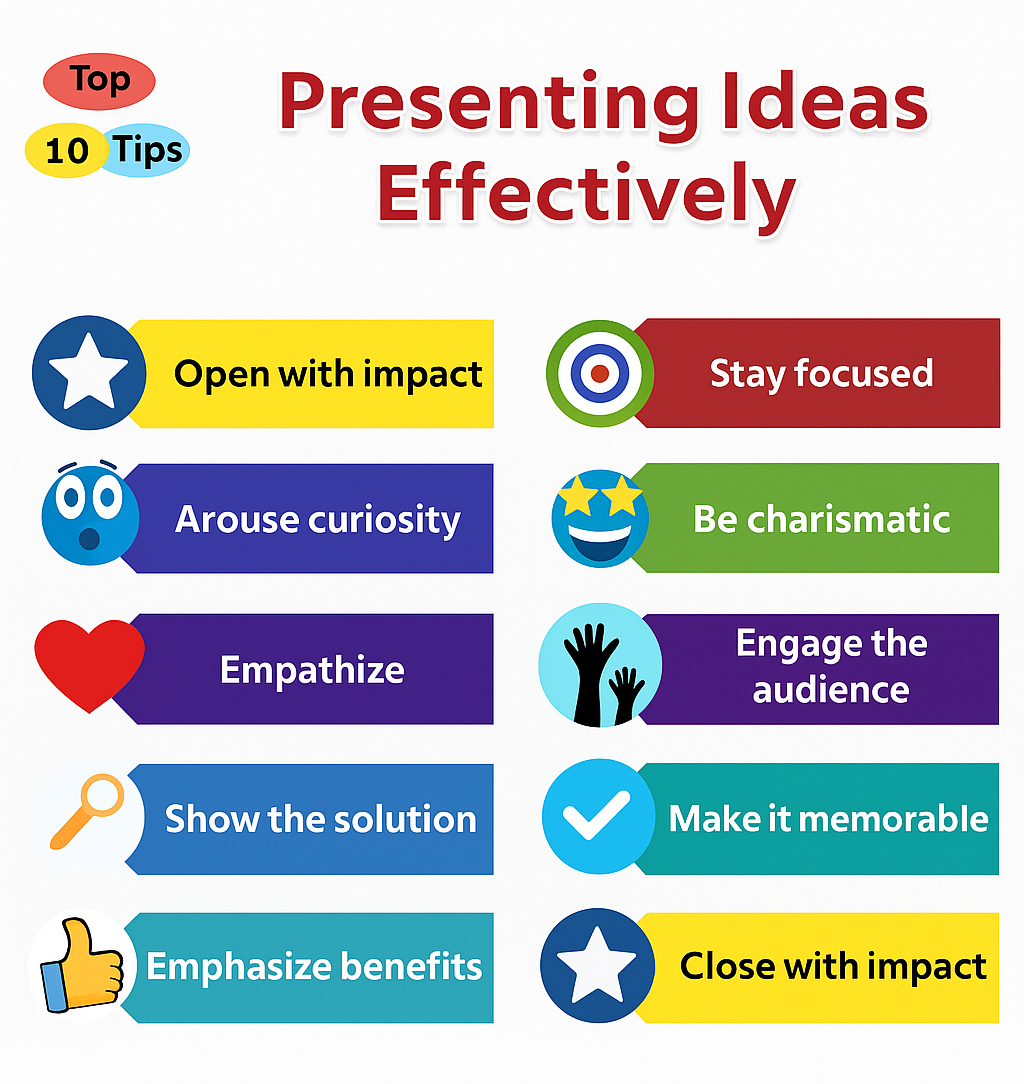 Top
10 Tips
Presenting Ideas
Effectively
Open with impact
Arouse curiosity
Empathize
Show the solution
Emphasize benefits
Stay focused
Be charismatic
Engage the
audience
Make it memorable
Close with impact